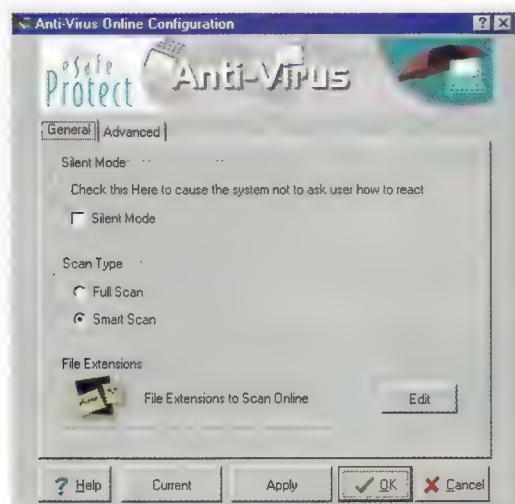 Anti-Virus Online Configuration
eSafe
Protect
Anti-Virus
General
Advanced
Silent Mode
Check this Here to cause the system not to ask user how to react
Silent Mode
Scan Type
Full Scan
Smart Scan
File Extensions
File Extensions to Scan Online
Edit
? Help
Current
Apply
OK
Cancel